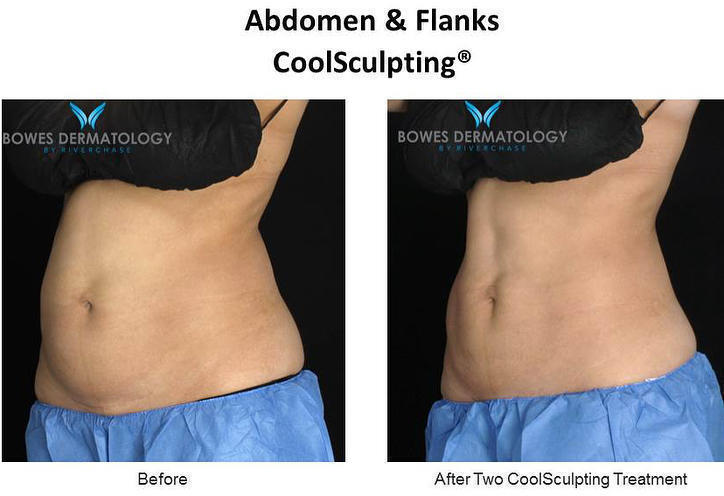 Abdomen & Flanks
CoolSculpting®
BOWES DERMATOLOGY
BY RIVERCHASE
BOWES DERMATOLOGY
BY RIVERCHASE
Before
After Two CoolSculpting Treatment